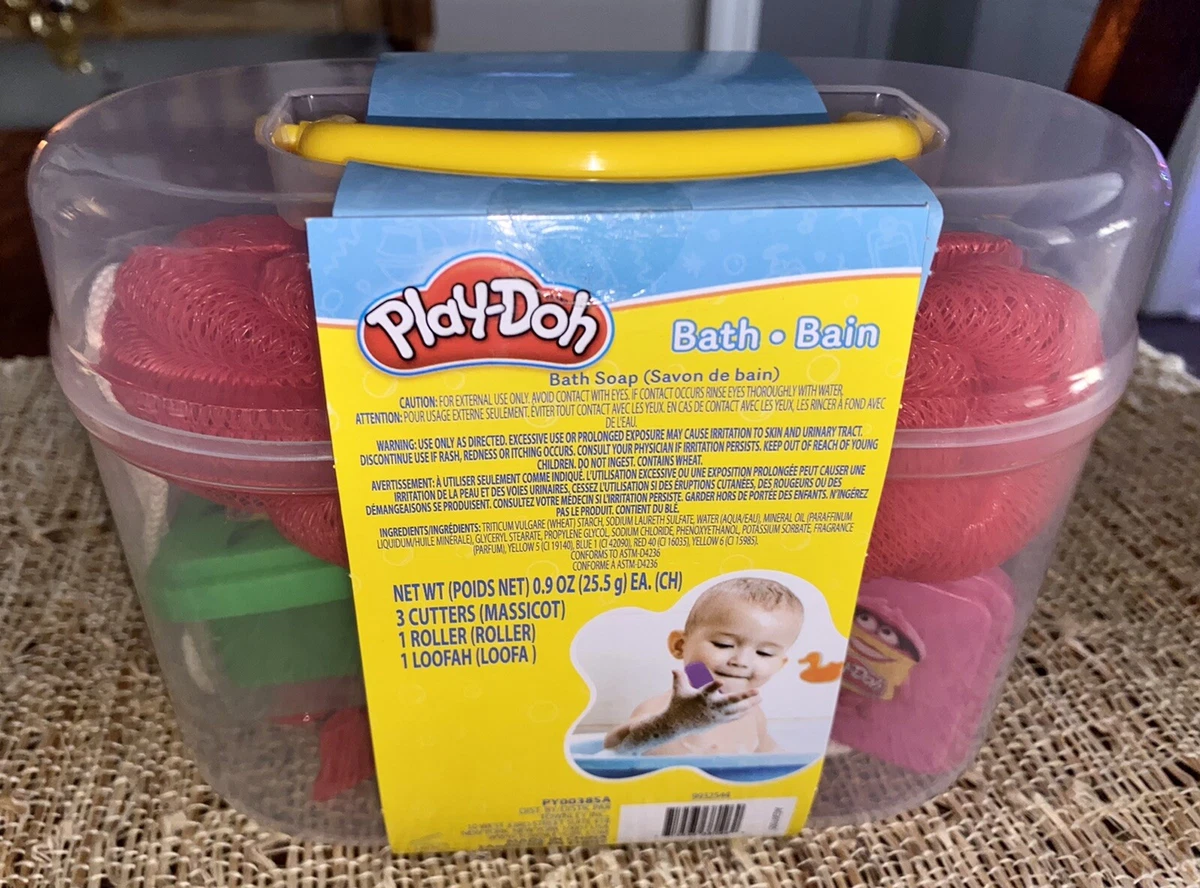 Play-Doh
Bath • Bain
Bath Soap (Savon de bain)
CAUTION: FOR EXTERNAL USE ONLY. AVOID CONTACT WITH EYES. IF CONTACT OCCURS RINSE EYES THOROUGHLY WITH WATER,
ATTENTION: POUR USAGE EXTERNE SEULEMENT. ÉVITER TOUT CONTACT AVEC LES YEUX. EN CAS DE CONTACT AVEC LES YEUX, LES RINCER À FOND AVEC
DE L'EAU.
WARNING: USE ONLY AS DIRECTED. EXCESSIVE USE OR PROLONGED EXPOSURE MAY CAUSE IRRITATION TO SKIN AND URINARY TRACT.
DISCONTINUE USE IF RASH, REDNESS OR ITCHING OCCURS. CONSULT YOUR PHYSICIAN IF IRRITATION PERSISTS. KEEP OUT OF REACH OF YOUNG
CHILDREN. DO NOT INGEST. CONTAINS WHEAT.
AVERTISSEMENT: À UTILISER SEULEMENT COMME INDIQUÉ. L'UTILISATION EXCESSIVE OU UNE EXPOSITION PROLONGÉE PEUT CAUSER UNE
IRRITATION DE LA PEAU ET DES VOIES URINAIRES, CESSEZ L'UTILISATION SI DES ÉRUPTIONS CUTANÉES, DES ROUGEURS OU DES
DÉMANGEAISONS SE PRODUISENT. CONSULTEZ VOTRE MÉDECIN SI L'IRRITATION PERSISTE. GARDER HORS DE PORTÉE DES ENFANTS. N'INGÉREZ
PAS LE PRODUIT. CONTIENT DU BLÉ.
INGREDIENTS/INGRÉDIENTS: TRITICUM VULGARE (WHEAT) STARCH, SODIUM LAURETH SULFATE, WATER (AQUA/EAU), MINERAL OIL (PARAFFINUM
LIQUIDUM/HUILE MINERALE), GLYCERYL STEARATE, PROPYLENE GLYCOL, SODIUM CHLORIDE, PHENOXYETHANOL, POTASSIUM SORBATE, FRAGRANCE
(PARFUM), YELLOW 5 (CI 19140), BLUE 1 (CI 42090), RED 40 (CI 16035), YELLOW 6 (CI 15985).
CONFORMS TO ASTM-D4236
CONFORME A ASTM-D4236
NET WT (POIDS NET) 0.9 OZ (25.5 g) EA. (CH)
3 CUTTERS (MASSICOT)
1 ROLLER (ROLLER)
1 LOOFAH (LOOFA )
PY00385A
9932544